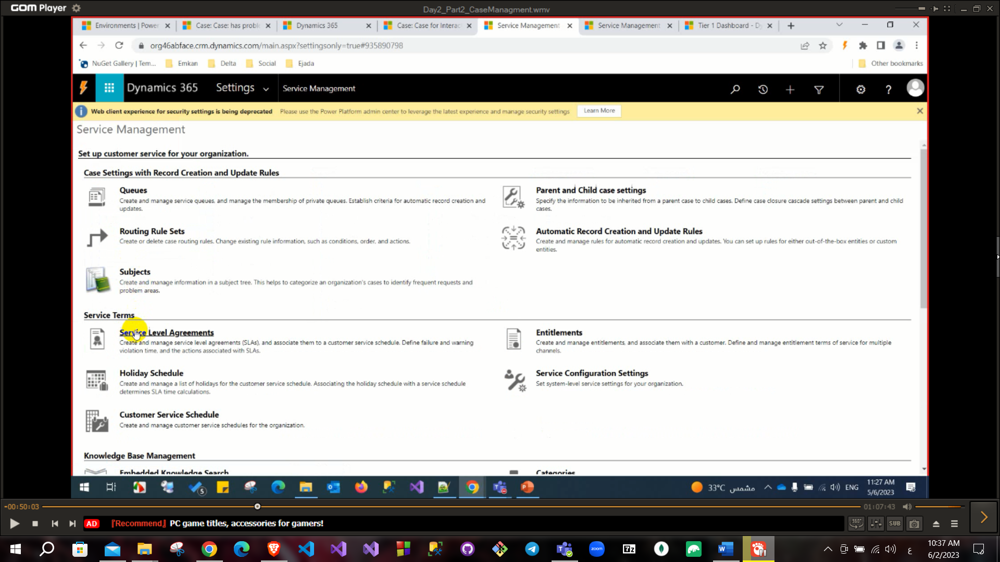 GOM Player
Day2_Part2_CaseManagment.wmv
Environments | Power
Case: Case: has proble
Dynamics 365
Case: Case for Interac
Service Management
Service Management
Tier 1 Dashboard - Dy
org46abface.crm.dynamics.com/main.aspx?settingsonly=true#935890798
NuGet Gallery | Tem...
Emkan
Delta
Social
Ejada
Other bookmarks
Dynamics 365
Settings
Service Management
Web client experience for security settings is being deprecated Please use the Power Platform admin center to leverage the latest experience and manage security settings
Learn More
Service Management
Set up customer service for your organization.
Case Settings with Record Creation and Update Rules
Queues
Create and manage service queues, and manage the membership of private queues. Establish criteria for automatic record creation and
updates.
Parent and Child case settings
Specify the information to be inherited from a parent case to child cases. Define case closure cascade settings between parent and child
cases.
Routing Rule Sets
Create or delete case routing rules. Change existing rule information, such as conditions, order, and actions.
Automatic Record Creation and Update Rules
Create and manage rules for automatic record creation and updates. You can set up rules for either out-of-the-box entities or custom
entities.
Subjects
Create and manage information in a subject tree. This helps to categorize an organization's cases to identify frequent requests and
problem areas.
Service Terms
Service Level Agreements
Create and manage service level agreements (SLAs), and associate them to a customer service schedule. Define failure and warning
violation time, and the actions associated with SLAs.
Entitlements
Create and manage entitlements, and associate them with a customer. Define and manage entitlement terms of service for multiple
channels.
Holiday Schedule
Create and manage a list of holidays for the customer service schedule. Associating the holiday schedule with a service schedule
determines SLA time calculations.
Service Configuration Settings
Set system-level service settings for your organization.
Customer Service Schedule
Create and manage customer service schedules for the organization.
Knowledge Base Management
Embedded Knowledge Search
Categories
5
33°C مشمس
ENG
11:27 AM
5/6/2023
-00:50:03
01:07:43
AD
『Recommend』 PC game titles, accessories for gamers!
360°
SUB
zoom
7z
ع
10:37 AM
6/2/2023